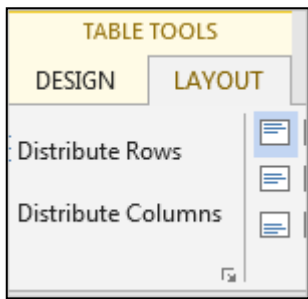 TABLE TOOLS
DESIGN LAYOUT
Distribute Rows
Distribute Columns